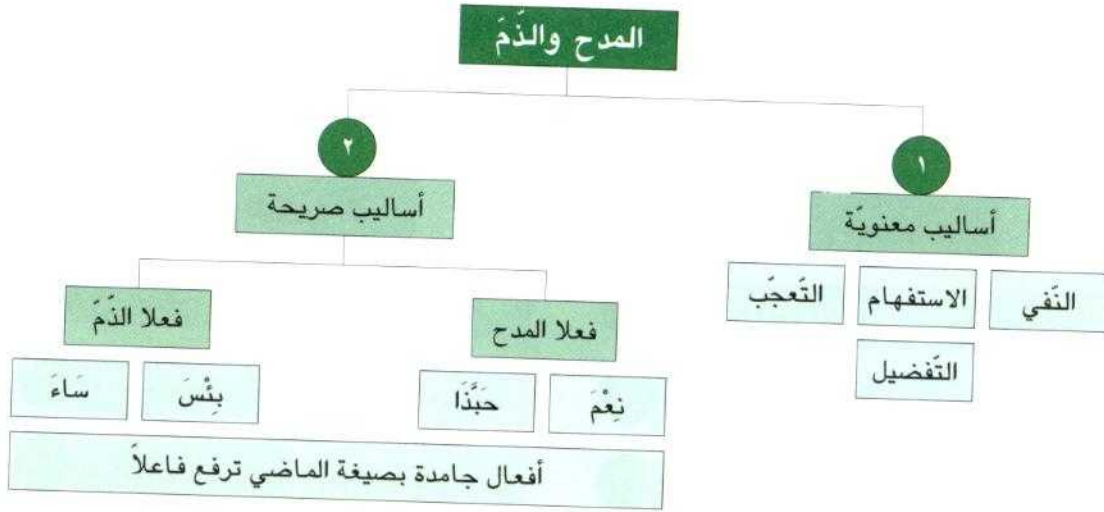 المدح والذّمّ
١
أساليب معنويّة
النّفي
الاستفهام
التّعجّب
التّفضيل
٢
أساليب صريحة
فعلا المدح
نِعْمَ
حَبَّذَا
فعلا الذّمّ
بِئْسَ
سَاءَ
أفعال جامدة بصيغة الماضي ترفع فاعلاً